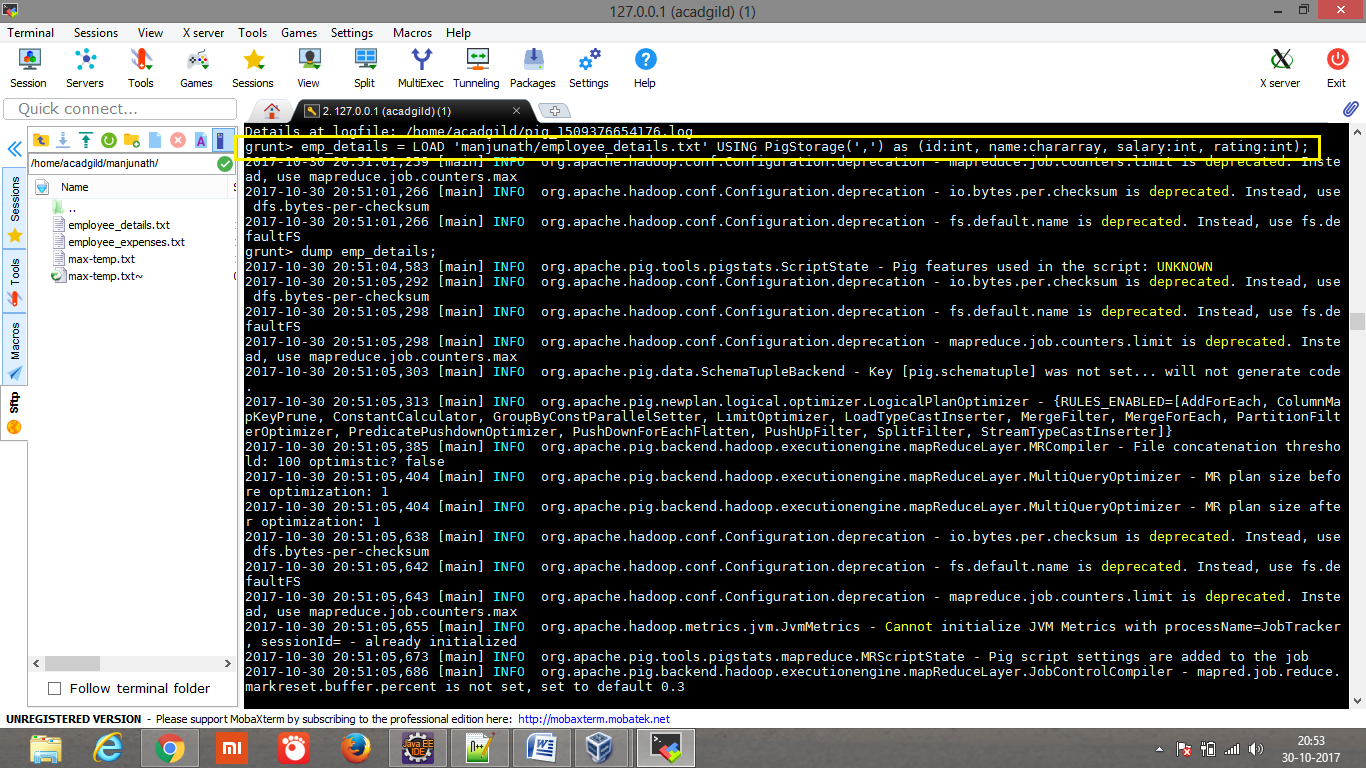 127.0.0.1 (acadgild) (1)
Terminal Sessions View X server Tools Games Settings Macros Help
Session Servers Tools Games Sessions View Split MultiExec Tunneling Packages Settings Help X server Exit
Quick connect...
2. 127.0.0.1 (acadgild) (1)
/home/acadgild/manjunath/
Name S
..
employee_details.txt
employee_expenses.txt
max-temp.txt
max-temp.txt~
Sessions
Tools
Macros
Sftp
Follow terminal folder
Details at logfile: /home/acadgild/pig_1509376654176.log
grunt> emp_details = LOAD 'manjunath/employee_details.txt' USING PigStorage(',') as (id:int, name:chararray, salary:int, rating:int);
2017-10-30 20:51:01,259 [main] INFO  org.apache.hadoop.conf.Configuration.deprecation - mapreduce.job.counters.limit is deprecated. Inste
ad, use mapreduce.job.counters.max
2017-10-30 20:51:01,266 [main] INFO  org.apache.hadoop.conf.Configuration.deprecation - io.bytes.per.checksum is deprecated. Instead, use
 dfs.bytes-per-checksum
2017-10-30 20:51:01,266 [main] INFO  org.apache.hadoop.conf.Configuration.deprecation - fs.default.name is deprecated. Instead, use fs.de
faultFS
grunt> dump emp_details;
2017-10-30 20:51:04,583 [main] INFO  org.apache.pig.tools.pigstats.ScriptState - Pig features used in the script: UNKNOWN
2017-10-30 20:51:05,292 [main] INFO  org.apache.hadoop.conf.Configuration.deprecation - io.bytes.per.checksum is deprecated. Instead, use
 dfs.bytes-per-checksum
2017-10-30 20:51:05,298 [main] INFO  org.apache.hadoop.conf.Configuration.deprecation - fs.default.name is deprecated. Instead, use fs.de
faultFS
2017-10-30 20:51:05,298 [main] INFO  org.apache.hadoop.conf.Configuration.deprecation - mapreduce.job.counters.limit is deprecated. Inste
ad, use mapreduce.job.counters.max
2017-10-30 20:51:05,303 [main] INFO  org.apache.pig.data.SchemaTupleBackend - Key [pig.schematuple] was not set... will not generate code
.
2017-10-30 20:51:05,313 [main] INFO  org.apache.pig.newplan.logical.optimizer.LogicalPlanOptimizer - {RULES_ENABLED=[AddForEach, ColumnMa
pKeyPrune, ConstantCalculator, GroupByConstParallelSetter, LimitOptimizer, LoadTypeCastInserter, MergeFilter, MergeForEach, PartitionFilt
erOptimizer, PredicatePushdownOptimizer, PushDownForEachFlatten, PushUpFilter, SplitFilter, StreamTypeCastInserter]}
2017-10-30 20:51:05,385 [main] INFO  org.apache.pig.backend.hadoop.executionengine.mapReduceLayer.MRCompiler - File concatenation thresho
ld: 100 optimistic? false
2017-10-30 20:51:05,404 [main] INFO  org.apache.pig.backend.hadoop.executionengine.mapReduceLayer.MultiQueryOptimizer - MR plan size befo
re optimization: 1
2017-10-30 20:51:05,404 [main] INFO  org.apache.pig.backend.hadoop.executionengine.mapReduceLayer.MultiQueryOptimizer - MR plan size afte
r optimization: 1
2017-10-30 20:51:05,638 [main] INFO  org.apache.hadoop.conf.Configuration.deprecation - io.bytes.per.checksum is deprecated. Instead, use
 dfs.bytes-per-checksum
2017-10-30 20:51:05,642 [main] INFO  org.apache.hadoop.conf.Configuration.deprecation - fs.default.name is deprecated. Instead, use fs.de
faultFS
2017-10-30 20:51:05,643 [main] INFO  org.apache.hadoop.conf.Configuration.deprecation - mapreduce.job.counters.limit is deprecated. Inste
ad, use mapreduce.job.counters.max
2017-10-30 20:51:05,655 [main] INFO  org.apache.hadoop.metrics.jvm.JvmMetrics - Cannot initialize JVM Metrics with processName=JobTracker
, sessionId= - already initialized
2017-10-30 20:51:05,673 [main] INFO  org.apache.pig.tools.pigstats.mapreduce.MRScriptState - Pig script settings are added to the job
2017-10-30 20:51:05,686 [main] INFO  org.apache.pig.backend.hadoop.executionengine.mapReduceLayer.JobControlCompiler - mapred.job.reduce.
markreset.buffer.percent is not set, set to default 0.3
UNREGISTERED VERSION - Please support MobaXterm by subscribing to the professional edition here: http://mobaxterm.mobatek.net
20:53
30-10-2017